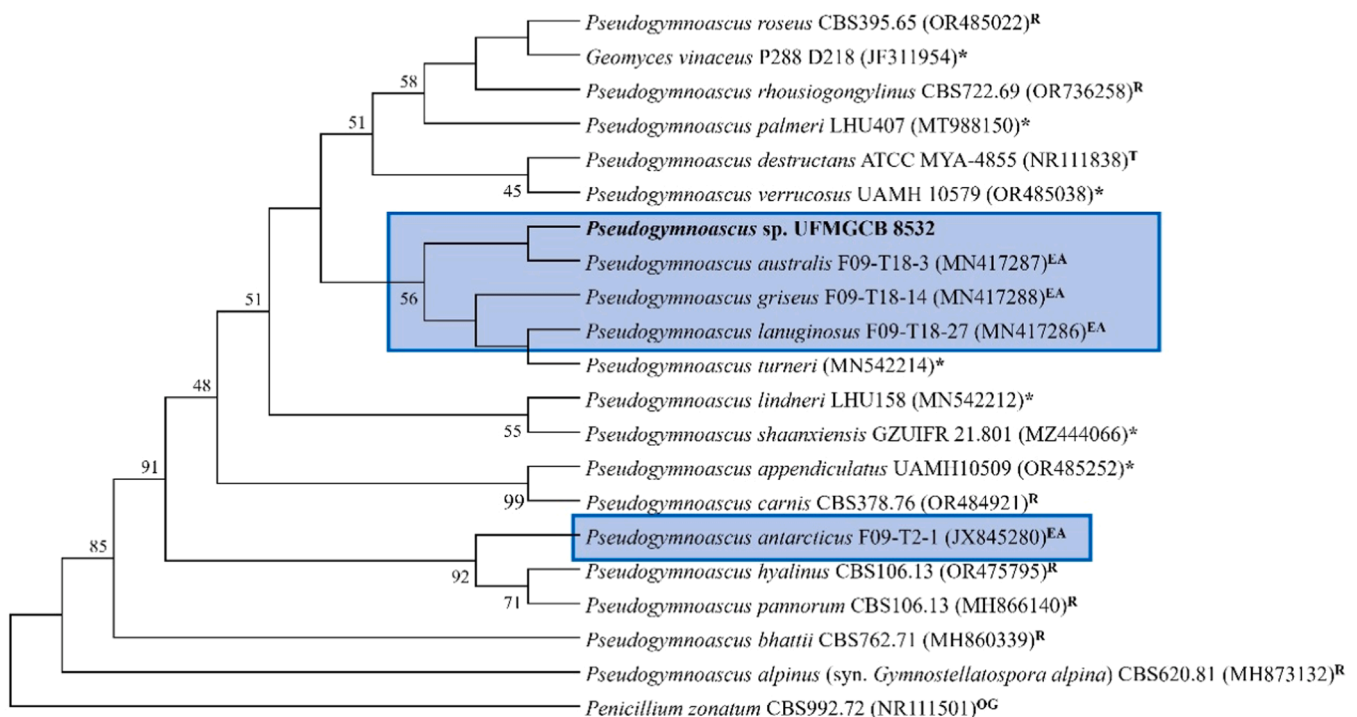 Pseudogymnoascus roseus CBS395.65 (OR485022)R
Geomyces vinaceus P288 D218 (JF311954)*
58
Pseudogymnoascus rhousiogongylinus CBS722.69 (OR736258)R
51
Pseudogymnoascus palmeri LHU407 (MT988150)*
Pseudogymnoascus destructans ATCC MYA-4855 (NR111838)T
45
Pseudogymnoascus verrucosus UAMH 10579 (OR485038)*
Pseudogymnoascus sp. UFMGCB 8532
Pseudogymnoascus australis F09-T18-3 (MN417287)EA
56
Pseudogymnoascus griseus F09-T18-14 (MN417288)EA
51
Pseudogymnoascus lanuginosus F09-T18-27 (MN417286)EA
Pseudogymnoascus turneri (MN542214)*
48
Pseudogymnoascus lindneri LHU158 (MN542212)*
55
Pseudogymnoascus shaanxiensis GZUIFR 21.801 (MZ444066)*
91
Pseudogymnoascus appendiculatus UAMH10509 (OR485252)*
99
Pseudogymnoascus carnis CBS378.76 (OR484921)R
Pseudogymnoascus antarcticus F09-T2-1 (JX845280)EA
85
92
Pseudogymnoascus hyalinus CBS106.13 (OR475795)R
71
Pseudogymnoascus pannorum CBS106.13 (MH866140)R
Pseudogymnoascus bhattii CBS762.71 (MH860339)R
Pseudogymnoascus alpinus (syn. Gymnostellatospora alpina) CBS620.81 (MH873132)R
Penicillium zonatum CBS992.72 (NR111501)OG